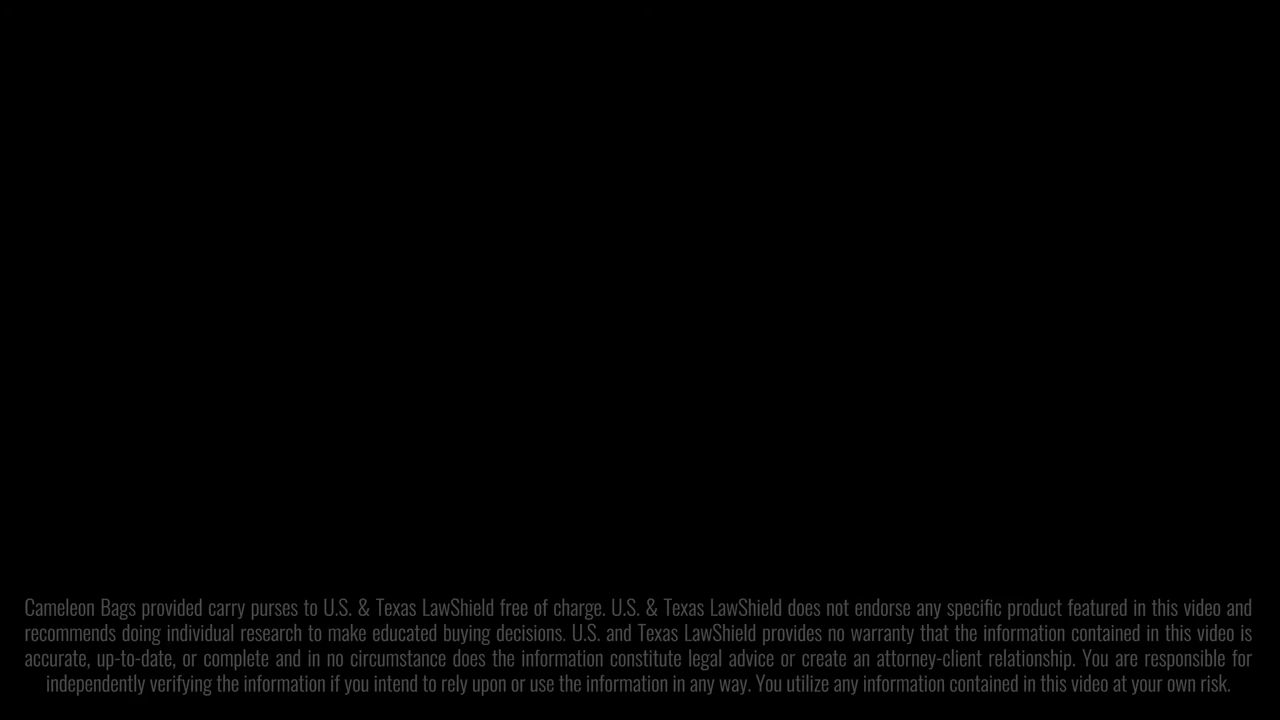 Cameleon Bags provided carry purses to U.S. & Texas LawShield free of charge. U.S. & Texas LawShield does not endorse any specific product featured in this video and
recommends doing individual research to make educated buying decisions. U.S. and Texas LawShield provides no warranty that the information contained in this video is
accurate, up-to-date, or complete and in no circumstance does the information constitute legal advice or create an attorney-client relationship. You are responsible for
independently verifying the information if you intend to rely upon or use the information in any way. You utilize any information contained in this video at your own risk.